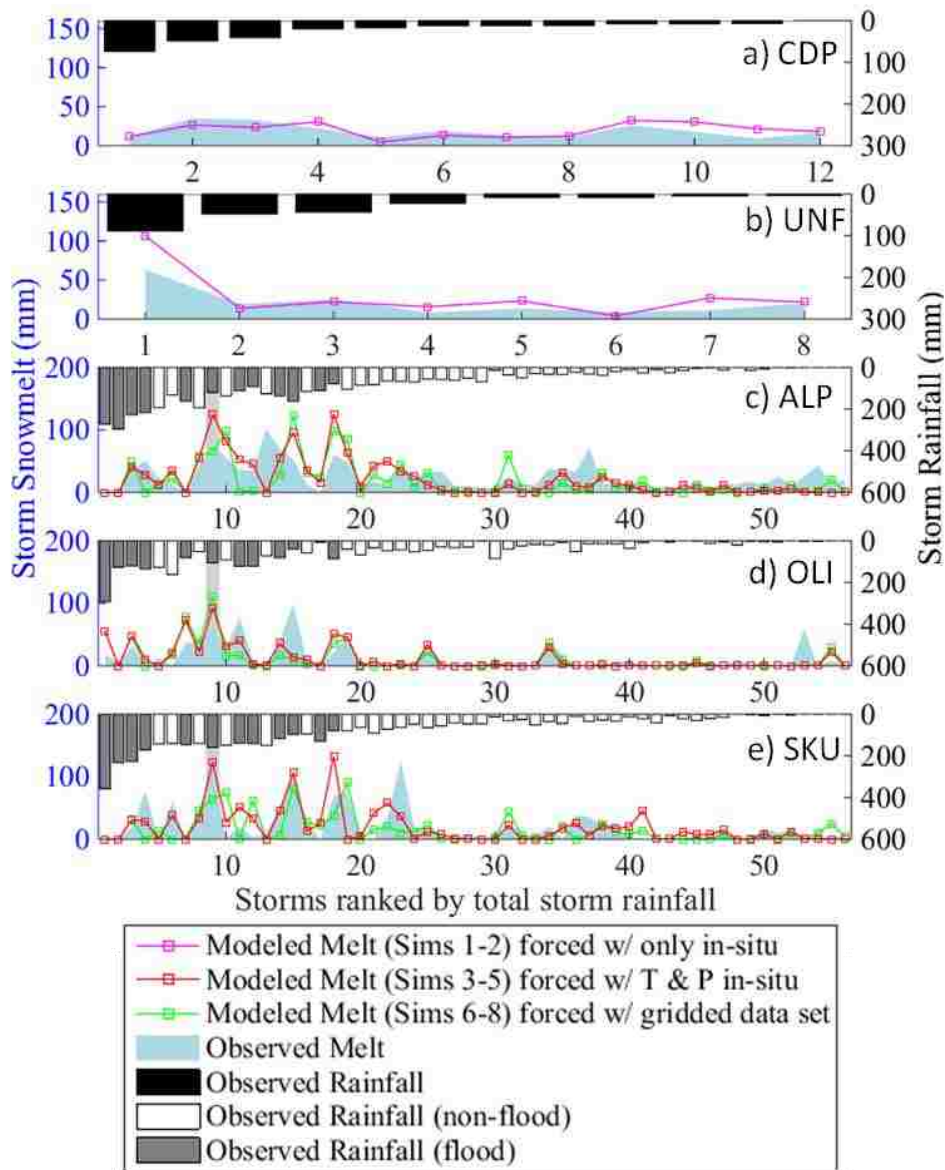 150
100
50
0
a) CDP
0
100
200
300
2 4 6 8 10 12
150
100
50
0
b) UNF
0
100
200
300
1 2 3 4 5 6 7 8
Storm Snowmelt (mm)
Storm Rainfall (mm)
200
100
0
c) ALP
0
200
400
600
10 20 30 40 50
200
100
0
d) OLI
0
200
400
600
10 20 30 40 50
200
100
0
e) SKU
0
200
400
600
10 20 30 40 50
Storms ranked by total storm rainfall
Modeled Melt (Sims 1-2) forced w/ only in-situ
Modeled Melt (Sims 3-5) forced w/ T & P in-situ
Modeled Melt (Sims 6-8) forced w/ gridded data set
Observed Melt
Observed Rainfall
Observed Rainfall (non-flood)
Observed Rainfall (flood)